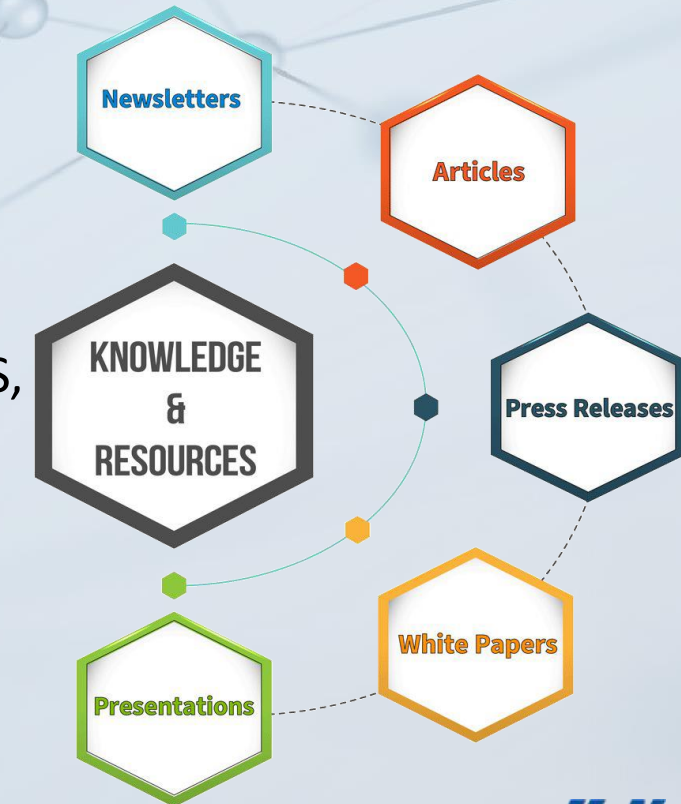 Newsletters
Articles
S,
KNOWLEDGE
&
RESOURCES
Press Releases
White Papers
Presentations